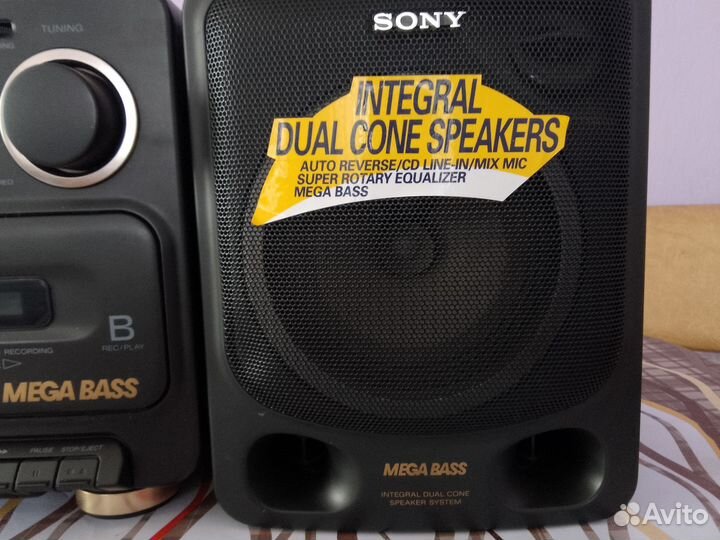 TUNING
SONY
INTEGRAL
DUAL CONE SPEAKERS
AUTO REVERSE/CD LINE-IN/MIX MIC
SUPER ROTARY EQUALIZER
MEGA BASS
B
REC/PLAY
RECORDING
MEGA BASS
PAUSE STOP/EJECT
MEGA BASS
INTEGRAL DUAL CONE
SPEAKER SYSTEM
Avito